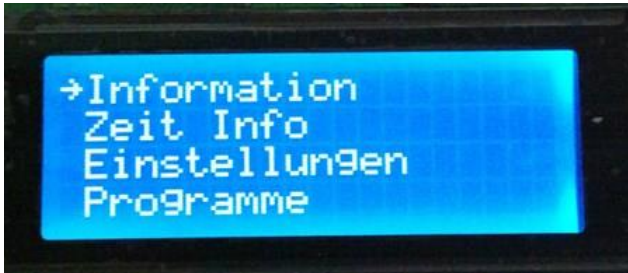 →Information
Zeit Info
Einstellungen
Programme